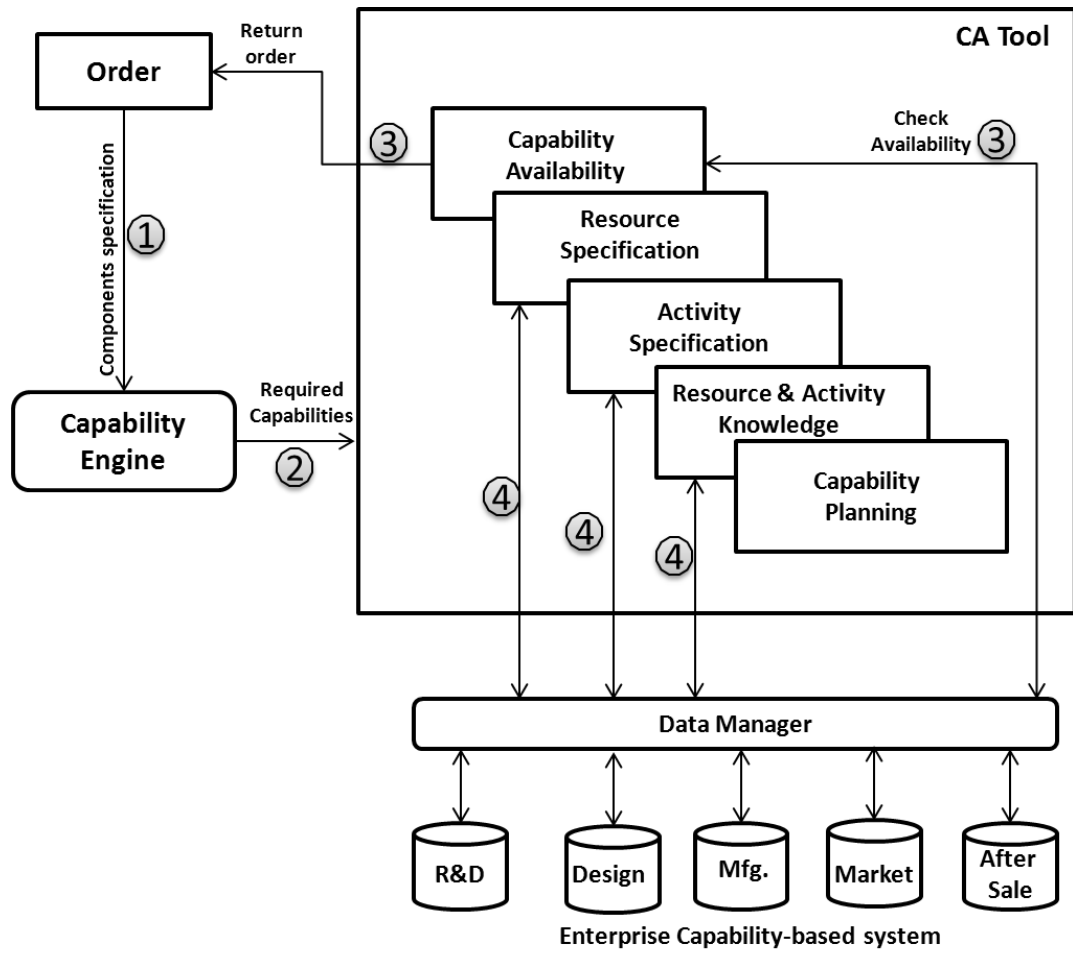 CA Tool
Return
order
Order
3
Capability
Availability
Check
Availability
3
Components specification
1
Resource
Specification
Activity
Specification
Required
Capabilities
2
Capability
Engine
Resource & Activity
Knowledge
Capability
Planning
4
4
4
Data Manager
R&D
Design
Mfg.
Market
After
Sale
Enterprise Capability-based system